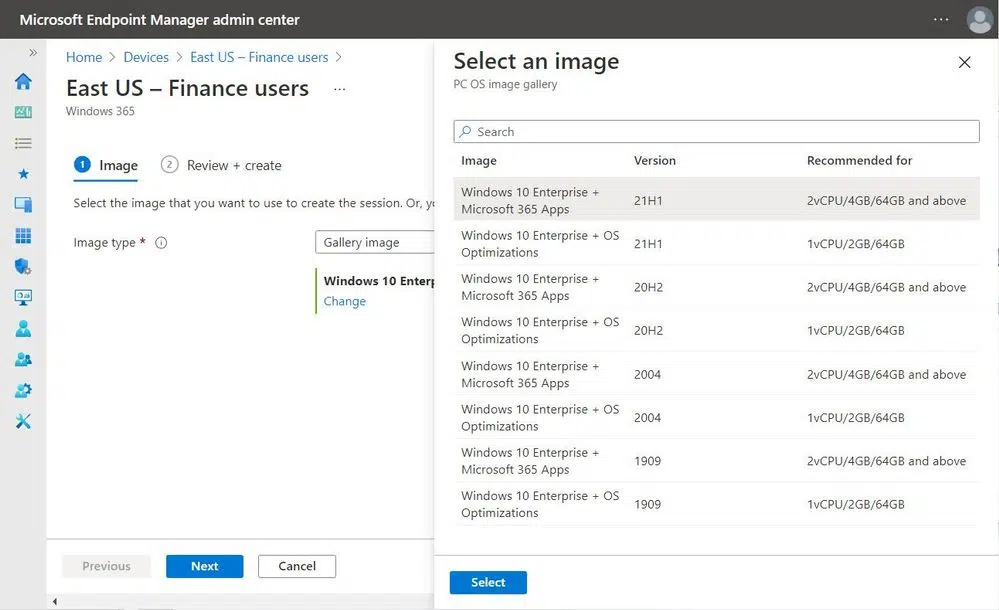 Microsoft Endpoint Manager admin center
Home > Devices > East US – Finance users >
East US – Finance users ...
Windows 365
1 Image
2 Review + create
Select the image that you want to use to create the session. Or,
Image type * 
Gallery image
Windows 10 Enterp
Change
Previous
Next
Cancel
Select an image
PC OS image gallery
Search
Image Version Recommended for
Windows 10 Enterprise +
Microsoft 365 Apps
21H1
2vCPU/4GB/64GB and above
Windows 10 Enterprise + OS
Optimizations
21H1
1vCPU/2GB/64GB
Windows 10 Enterprise +
Microsoft 365 Apps
20H2
2vCPU/4GB/64GB and above
Windows 10 Enterprise + OS
Optimizations
20H2
1vCPU/2GB/64GB
Windows 10 Enterprise +
Microsoft 365 Apps
2004
2vCPU/4GB/64GB and above
Windows 10 Enterprise + OS
Optimizations
2004
1vCPU/2GB/64GB
Windows 10 Enterprise +
Microsoft 365 Apps
1909
2vCPU/4GB/64GB and above
Windows 10 Enterprise + OS
Optimizations
1909
1vCPU/2GB/64GB
Select